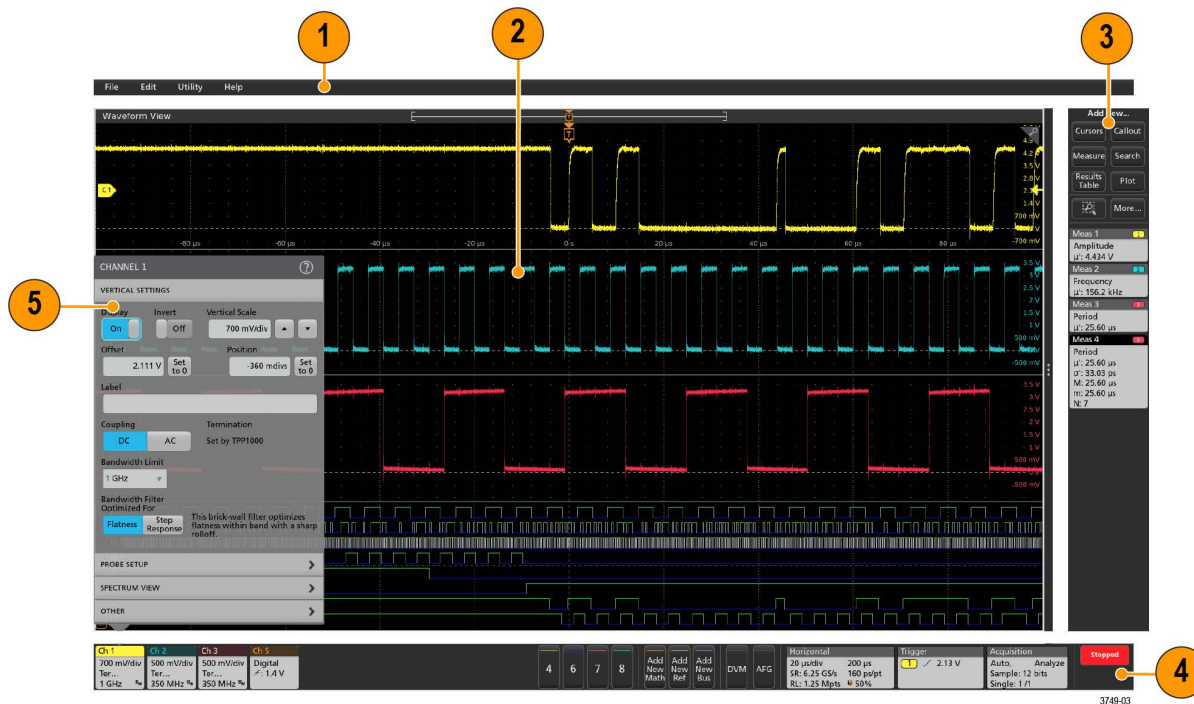 1
2
3
File Edit Utility Help
Waveform View
T
T
4.2 V
3.5 V
2.8 V
1.4 V
700 mV
-700 mV
C1
-80 µs -60 µs -40 µs -20 µs 0 s 20 µs 40 µs 60 µs 80 µs
3.5 V
2.5 V
2 V
1.5 V
1 V
500 mV
-500 mV
3.5 V
3 V
2.5 V
2 V
1.5 V
1 V
500 mV
-500 mV
Cursors Callout
Measure Search
Results Table
Plot
More...
Meas 1 1
Amplitude
µ': 4.434 V
Meas 2 2
Frequency
µ': 156.2 kHz
Meas 3 3
Period
µ': 25.60 µs
Meas 4 3
Period
µ': 25.60 µs
σ': 33.03 ps
M: 25.60 µs
m: 25.60 µs
N: 7
5
CHANNEL 1 ?
VERTICAL SETTINGS
Display Invert Vertical Scale
On Off 700 mV/div
Offset Position
2.111 V Set to 0 -360 mdivs Set to 0
Label
Coupling Termination
DC AC Set by TPP1000
Bandwidth Limit
1 GHz
Bandwidth Filter
Optimized For
Flatness Step Response
This brick-wall filter optimizes
flatness within band with a sharp
rolloff.
PROBE SETUP
SPECTRUM VIEW
OTHER
Ch 1
700 mV/div
Ter...
1 GHz
Ch 2
500 mV/div
Ter...
350 MHz
Ch 3
500 mV/div
Ter...
350 MHz
Ch 5
Digital
: 1.4 V
4 6 7 8
Add New Math
Add New Ref
Add New Bus
DVM AFG
Horizontal
20 µs/div 200 µs
SR: 6.25 GS/s 160 ps/pt
RL: 1.25 Mpts 50%
Trigger
1 2.13 V
Acquisition
Auto, Analyze
Sample: 12 bits
Single: 1 /1
Stopped
4
3749-03